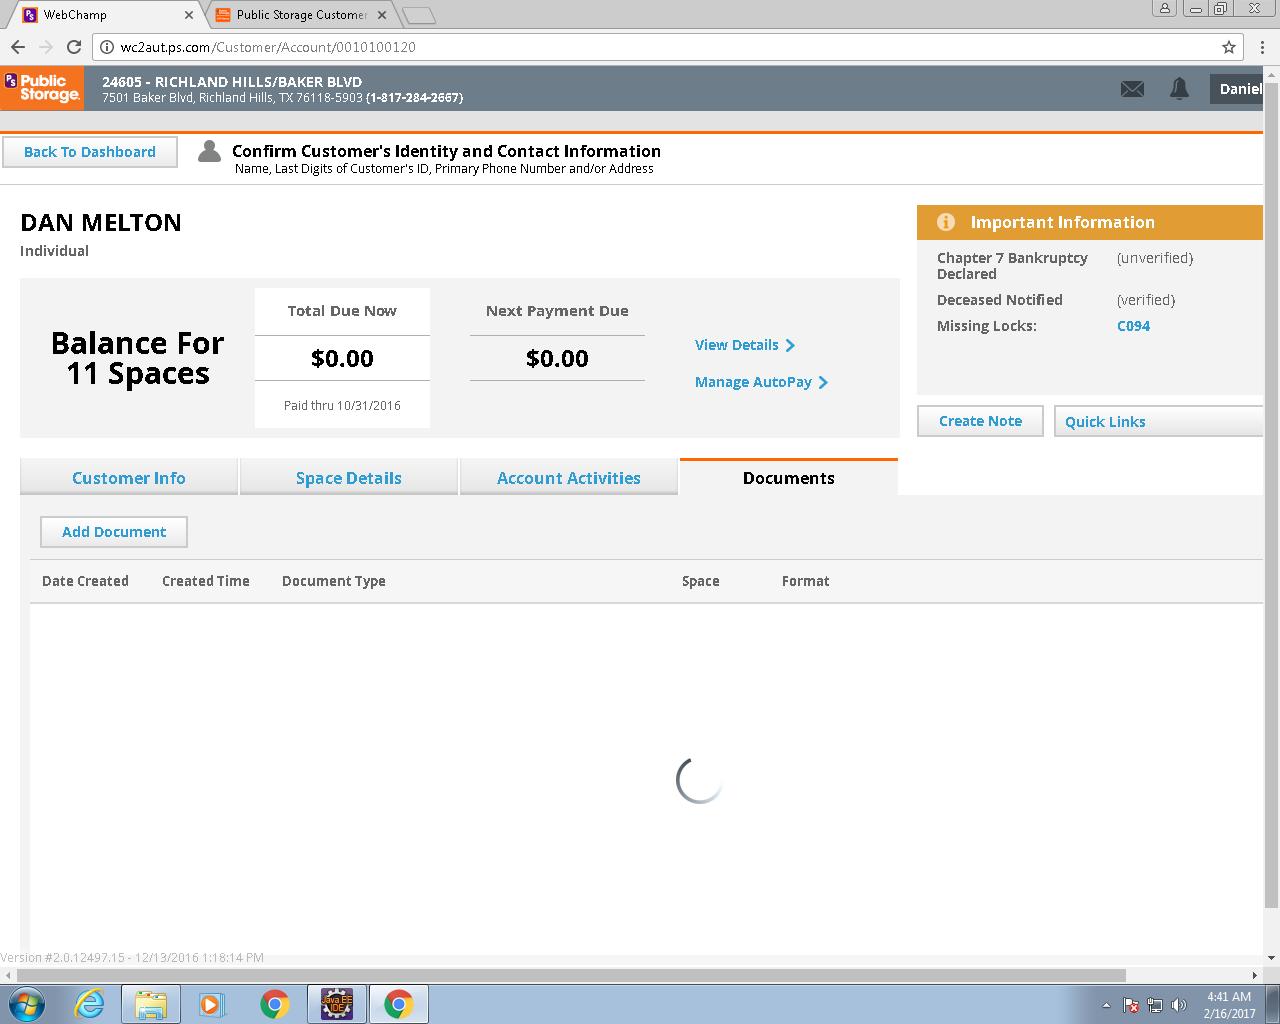 WebChamp
Public Storage Customer
wc2aut.ps.com/Customer/Account/0010100120
PS Public Storage.
24605 - RICHLAND HILLS/BAKER BLVD
7501 Baker Blvd, Richland Hills, TX 76118-5903 (1-817-284-2667)
Daniel
Back To Dashboard
Confirm Customer's Identity and Contact Information
Name, Last Digits of Customer's ID, Primary Phone Number and/or Address
DAN MELTON
Individual
Important Information
Chapter 7 Bankruptcy Declared (unverified)
Deceased Notified (verified)
Missing Locks: C094
Balance For
11 Spaces
Total Due Now
$0.00
Paid thru 10/31/2016
Next Payment Due
$0.00
View Details
Manage AutoPay
Create Note
Quick Links
Customer Info
Space Details
Account Activities
Documents
Add Document
Date Created Created Time Document Type Space Format
Version #2.0.12497.15 - 12/13/2016 1:18:14 PM
Java EE
IDE
4:41 AM
2/16/2017